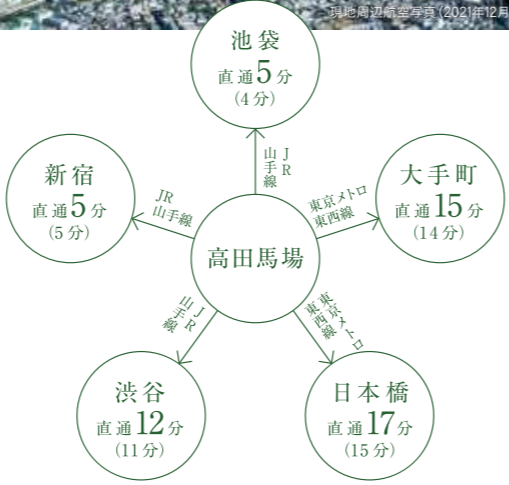 現地周辺航空写真(2021年12月
池袋
直通5分
(4分)
JR
山手線
新宿
直通5分
(5分)
JR
山手線
大手町
直通15分
(14分)
東京メトロ
東西線
高田馬場
渋谷
直通12分
(11分)
JR
山手線
日本橋
直通17分
(15分)
東京メトロ
東西線